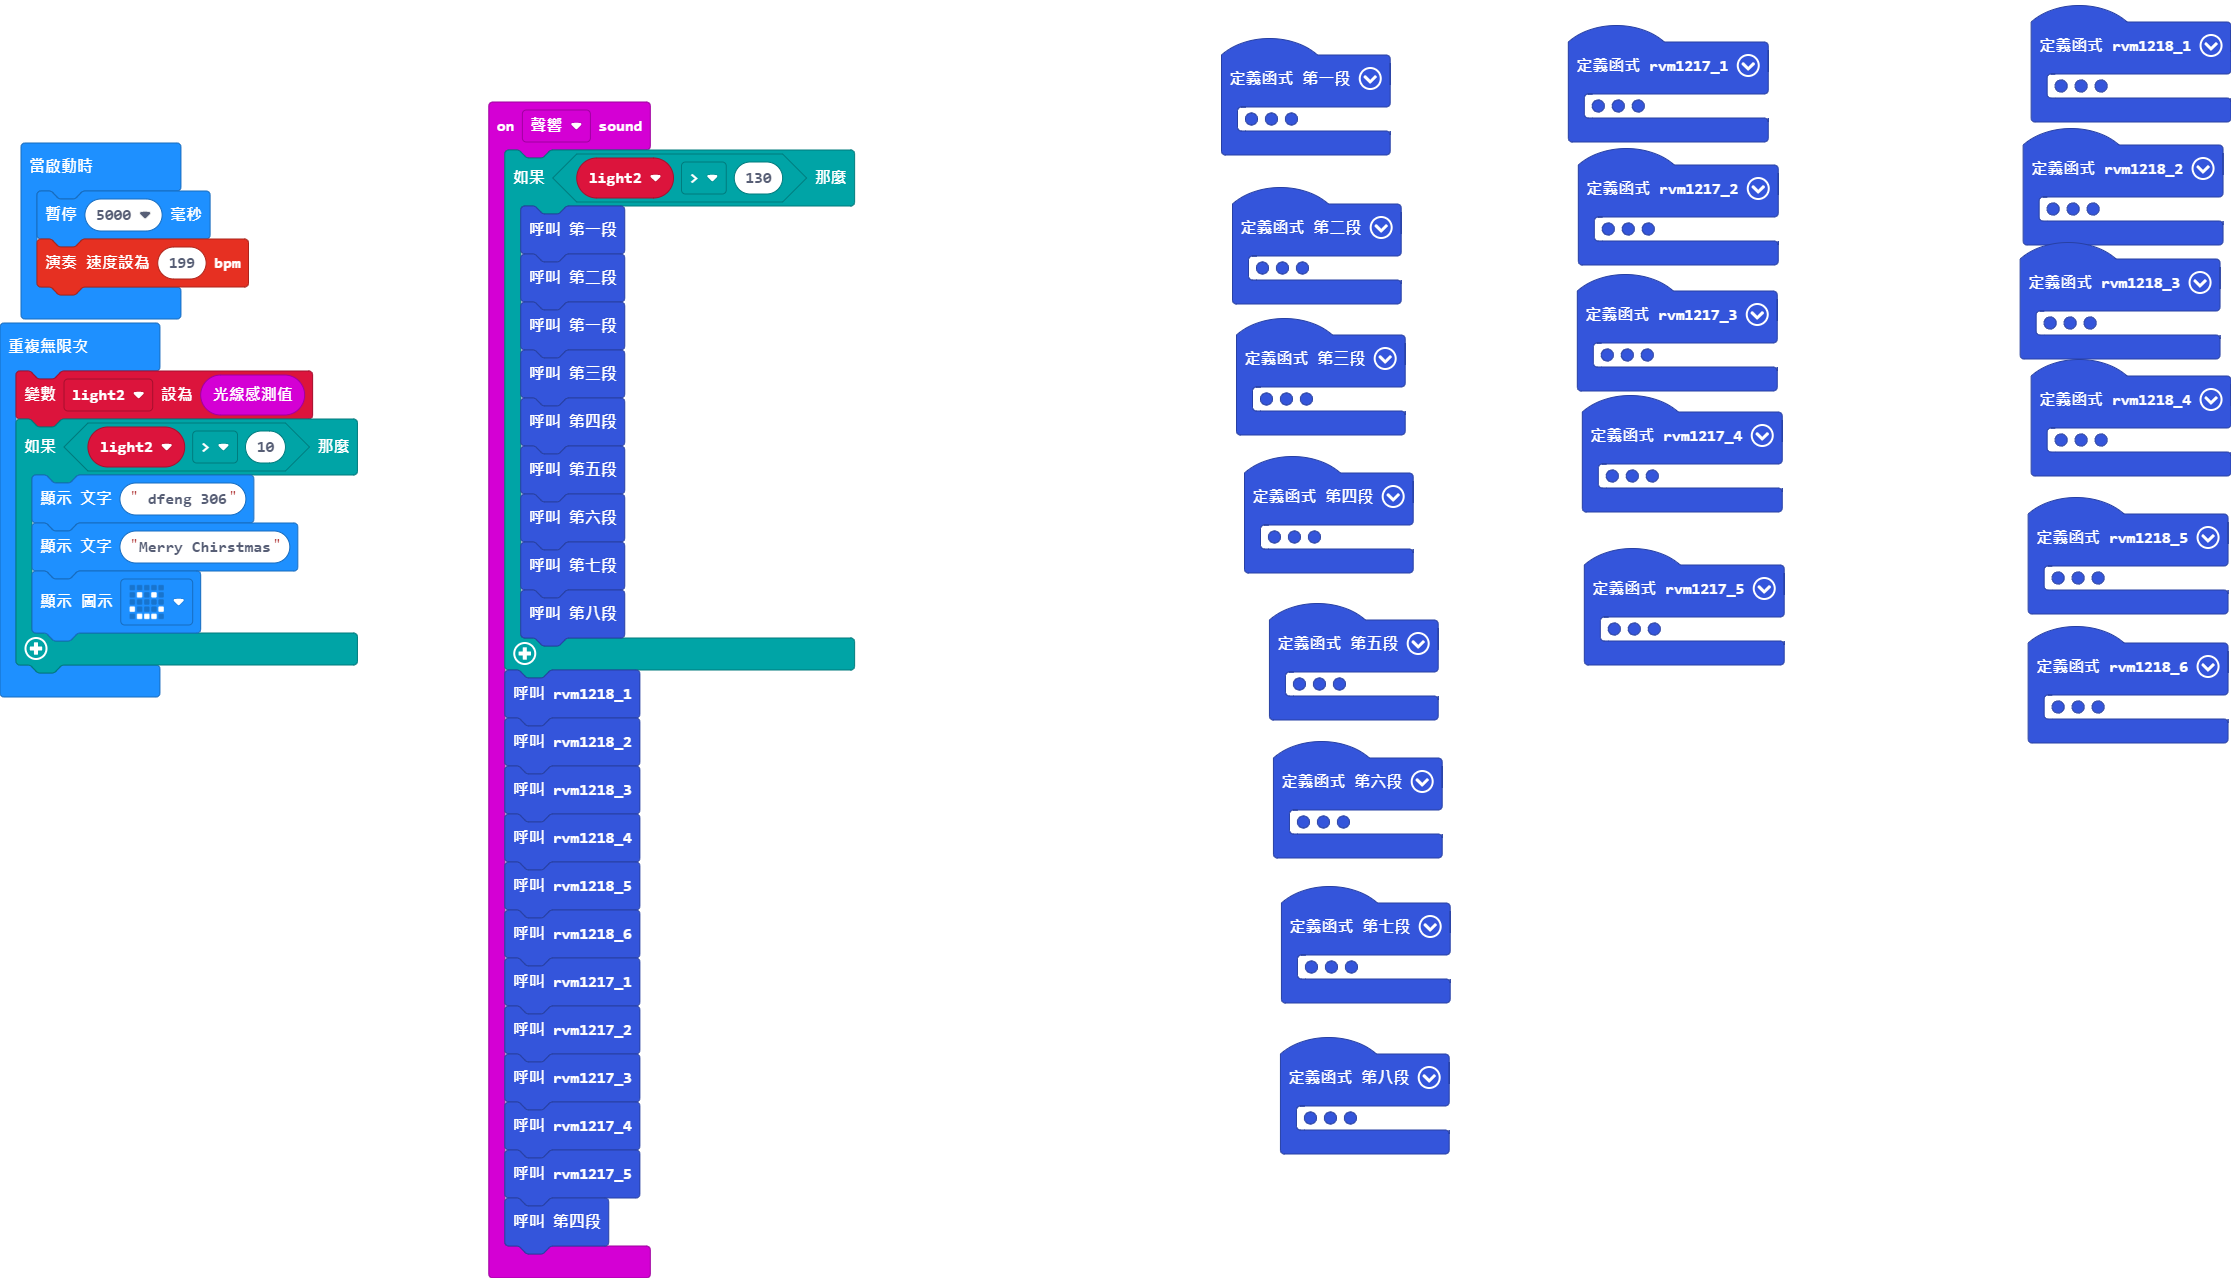 當啟動時
暫停 5000 毫秒
演奏 速度設為 199 bpm
重複無限次
變數 light2 設為 光線感測值
如果 light2 > 10 那麼
顯示 文字 " dfeng 306"
顯示 文字 "Merry Chirstmas"
顯示 圖示
on 聲響 sound
如果 light2 > 130 那麼
呼叫 第一段
呼叫 第二段
呼叫 第一段
呼叫 第三段
呼叫 第四段
呼叫 第五段
呼叫 第六段
呼叫 第七段
呼叫 第八段
呼叫 rvm1218_1
呼叫 rvm1218_2
呼叫 rvm1218_3
呼叫 rvm1218_4
呼叫 rvm1218_5
呼叫 rvm1218_6
呼叫 rvm1217_1
呼叫 rvm1217_2
呼叫 rvm1217_3
呼叫 rvm1217_4
呼叫 rvm1217_5
呼叫 第四段
定義函式 第一段
定義函式 第二段
定義函式 第三段
定義函式 第四段
定義函式 第五段
定義函式 第六段
定義函式 第七段
定義函式 第八段
定義函式 rvm1217_1
定義函式 rvm1217_2
定義函式 rvm1217_3
定義函式 rvm1217_4
定義函式 rvm1217_5
定義函式 rvm1218_1
定義函式 rvm1218_2
定義函式 rvm1218_3
定義函式 rvm1218_4
定義函式 rvm1218_5
定義函式 rvm1218_6